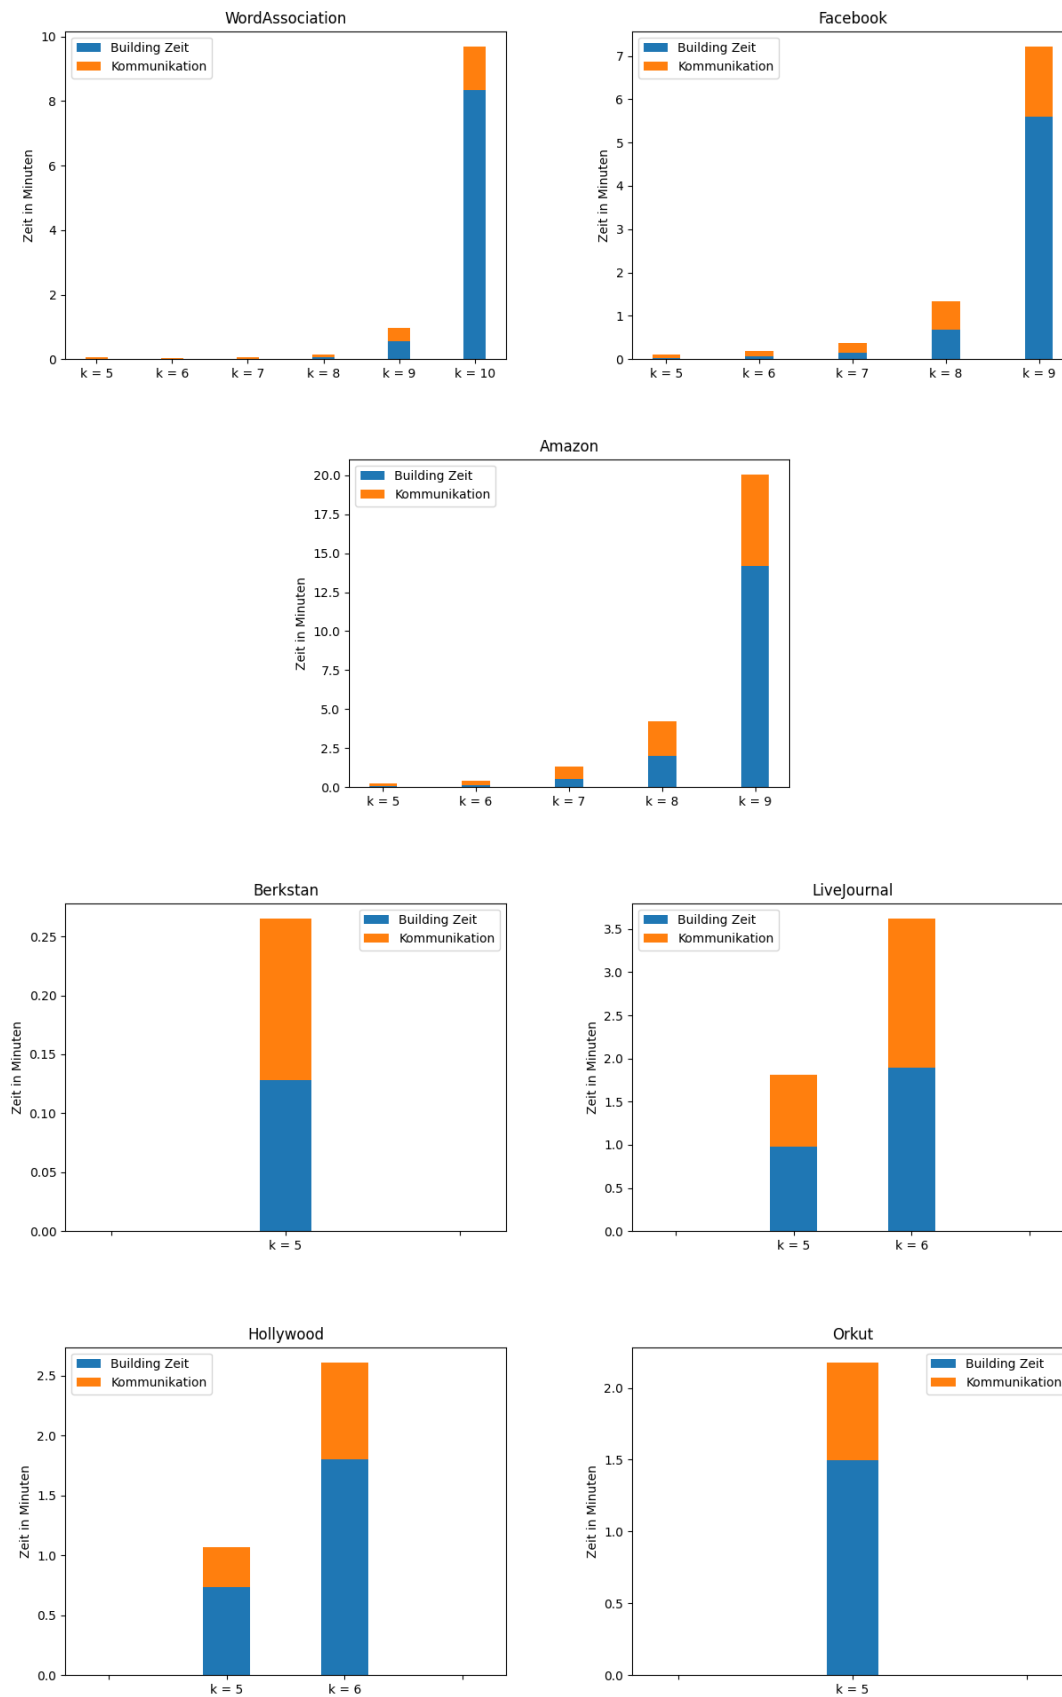 WordAssociation
Building Zeit
Kommunikation
Zeit in Minuten
10
8
6
4
2
0
k = 5 k = 6 k = 7 k = 8 k = 9 k = 10
Facebook
Building Zeit
Kommunikation
Zeit in Minuten
7
6
5
4
3
2
1
0
k = 5 k = 6 k = 7 k = 8 k = 9
Amazon
Building Zeit
Kommunikation
Zeit in Minuten
20.0
17.5
15.0
12.5
10.0
7.5
5.0
2.5
0.0
k = 5 k = 6 k = 7 k = 8 k = 9
Berkstan
Building Zeit
Kommunikation
Zeit in Minuten
0.25
0.20
0.15
0.10
0.05
0.00
k = 5
LiveJournal
Building Zeit
Kommunikation
Zeit in Minuten
3.5
3.0
2.5
2.0
1.5
1.0
0.5
0.0
k = 5 k = 6
Hollywood
Building Zeit
Kommunikation
Zeit in Minuten
2.5
2.0
1.5
1.0
0.5
0.0
k = 5 k = 6
Orkut
Building Zeit
Kommunikation
Zeit in Minuten
2.0
1.5
1.0
0.5
0.0
k = 5